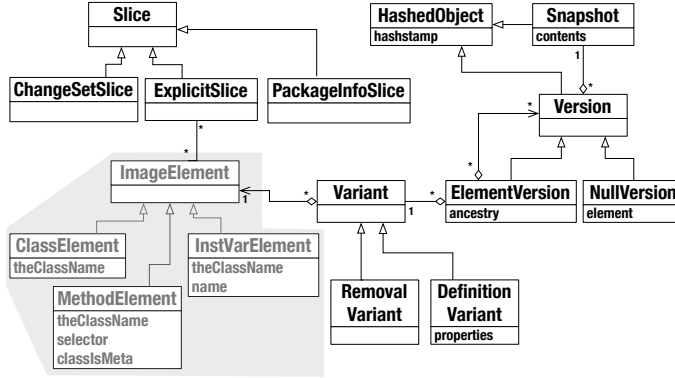 Slice
HashedObject
hashstamp
Snapshot
contents
1
*
ChangeSetSlice
ExplicitSlice
PackageInfoSlice
Version
*
*
*
*
ImageElement
1
*
Variant
1
*
ElementVersion
ancestry
NullVersion
element
ClassElement
theClassName
InstVarElement
theClassName
name
MethodElement
theClassName
selector
classIsMeta
Removal
Variant
Definition
Variant
properties